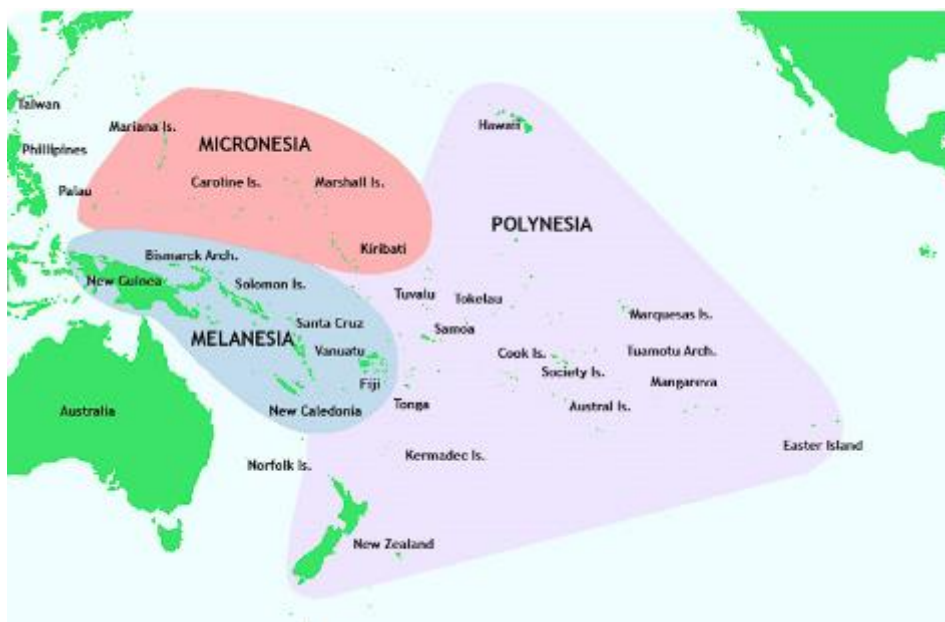 Taiwan
Mariana Is.
Hawaii
MICRONESIA
Phillipines
Palau
Caroline Is.
Marshall Is.
POLYNESIA
Kiribati
Bismarck Arch.
New Guinea
Solomon Is.
Tuvalu
Tokelau
Santa Cruz
Samoa
Marquesas Is.
MELANESIA
Vanuatu
Cook Is.
Tuamotu Arch.
Society Is.
Fiji
Mangareva
Australia
New Caledonia
Tonga
Austral Is.
Easter Island
Norfolk Is.
Kermadec Is.
New Zealand